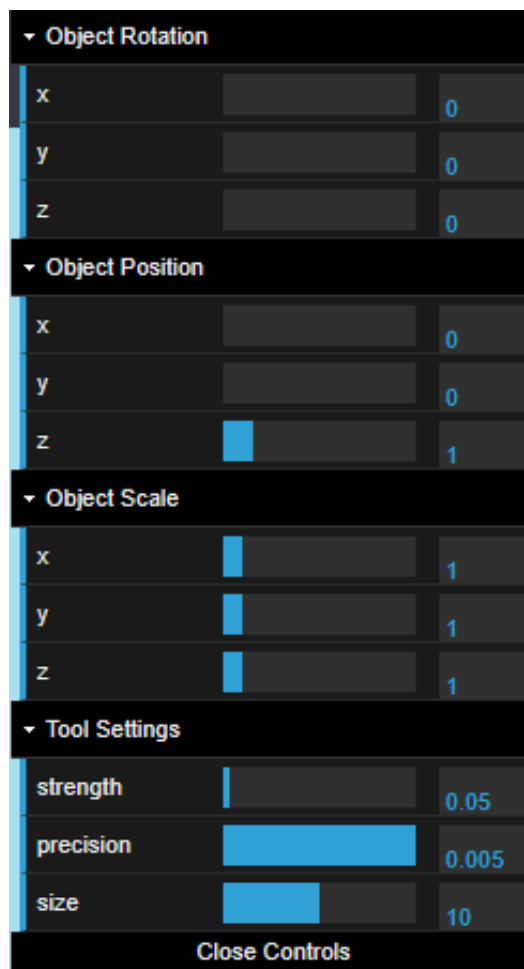 Object Rotation
x 0
y 0
z 0
Object Position
x 0
y 0
z 1
Object Scale
x 1
y 1
z 1
Tool Settings
strength 0.05
precision 0.005
size 10
Close Controls